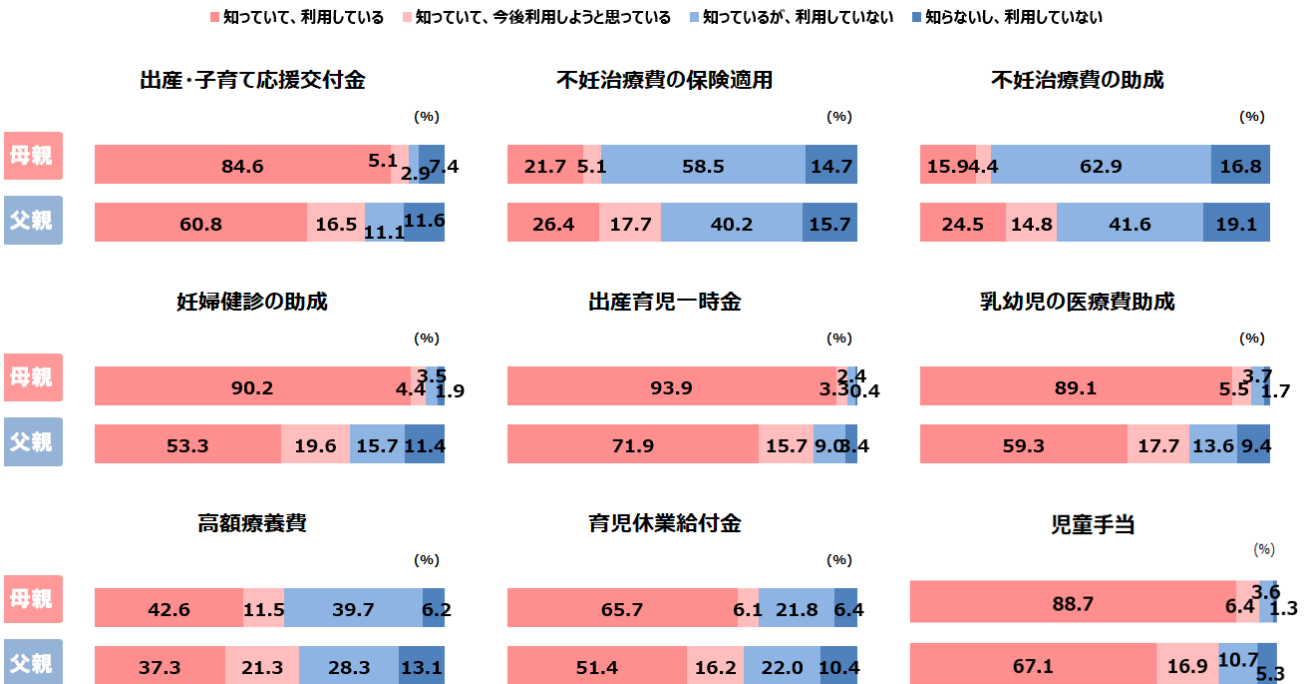 ■ 知っていて、利用している ■ 知っていて、今後利用しようと思っている ■ 知っているが、利用していない ■ 知らないし、利用していない
出産・子育て応援交付金
(%)
母親 84.6 5.1 2.9 7.4
父親 60.8 16.5 11.1 11.6
不妊治療費の保険適用
(%)
21.7 5.1 58.5 14.7
26.4 17.7 40.2 15.7
不妊治療費の助成
(%)
15.9 4.4 62.9 16.8
24.5 14.8 41.6 19.1
妊婦健診の助成
(%)
母親 90.2 4.4 3.5 1.9
父親 53.3 19.6 15.7 11.4
出産育児一時金
(%)
93.9 3.3 2.4 0.4
71.9 15.7 9.0 3.4
乳幼児の医療費助成
(%)
89.1 5.5 3.7 1.7
59.3 17.7 13.6 9.4
高額療養費
(%)
母親 42.6 11.5 39.7 6.2
父親 37.3 21.3 28.3 13.1
育児休業給付金
(%)
65.7 6.1 21.8 6.4
51.4 16.2 22.0 10.4
児童手当
(%)
88.7 6.4 3.6 1.3
67.1 16.9 10.7 5.3